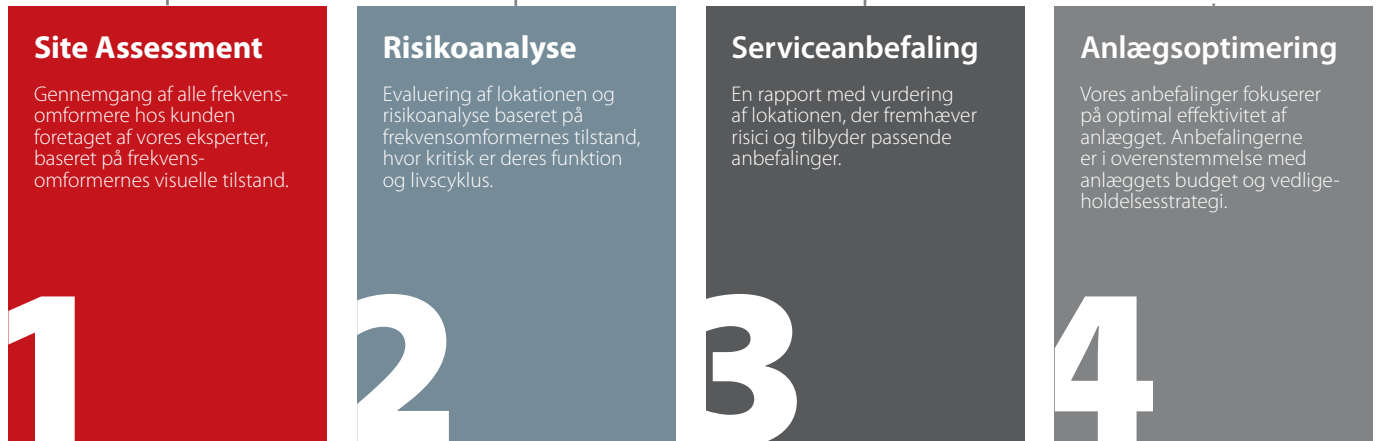 Site Assessment
Gennemgang af alle frekvens-
omformere hos kunden
foretaget af vores eksperter,
baseret på frekvens-
omformernes visuelle tilstand.
1
Risikoanalyse
Evaluering af lokationen og
risikoanalyse baseret på
frekvensomformernes tilstand,
hvor kritisk er deres funktion
og livscyklus.
2
Serviceanbefaling
En rapport med vurdering
af lokationen, der fremhæver
risici og tilbyder passende
anbefalinger.
3
Anlægsoptimering
Vores anbefalinger fokuserer
på optimal effektivitet af
anlægget. Anbefalingerne
er i overenstemmelse med
anlæggets budget og vedlige-
holdelsesstrategi.
4